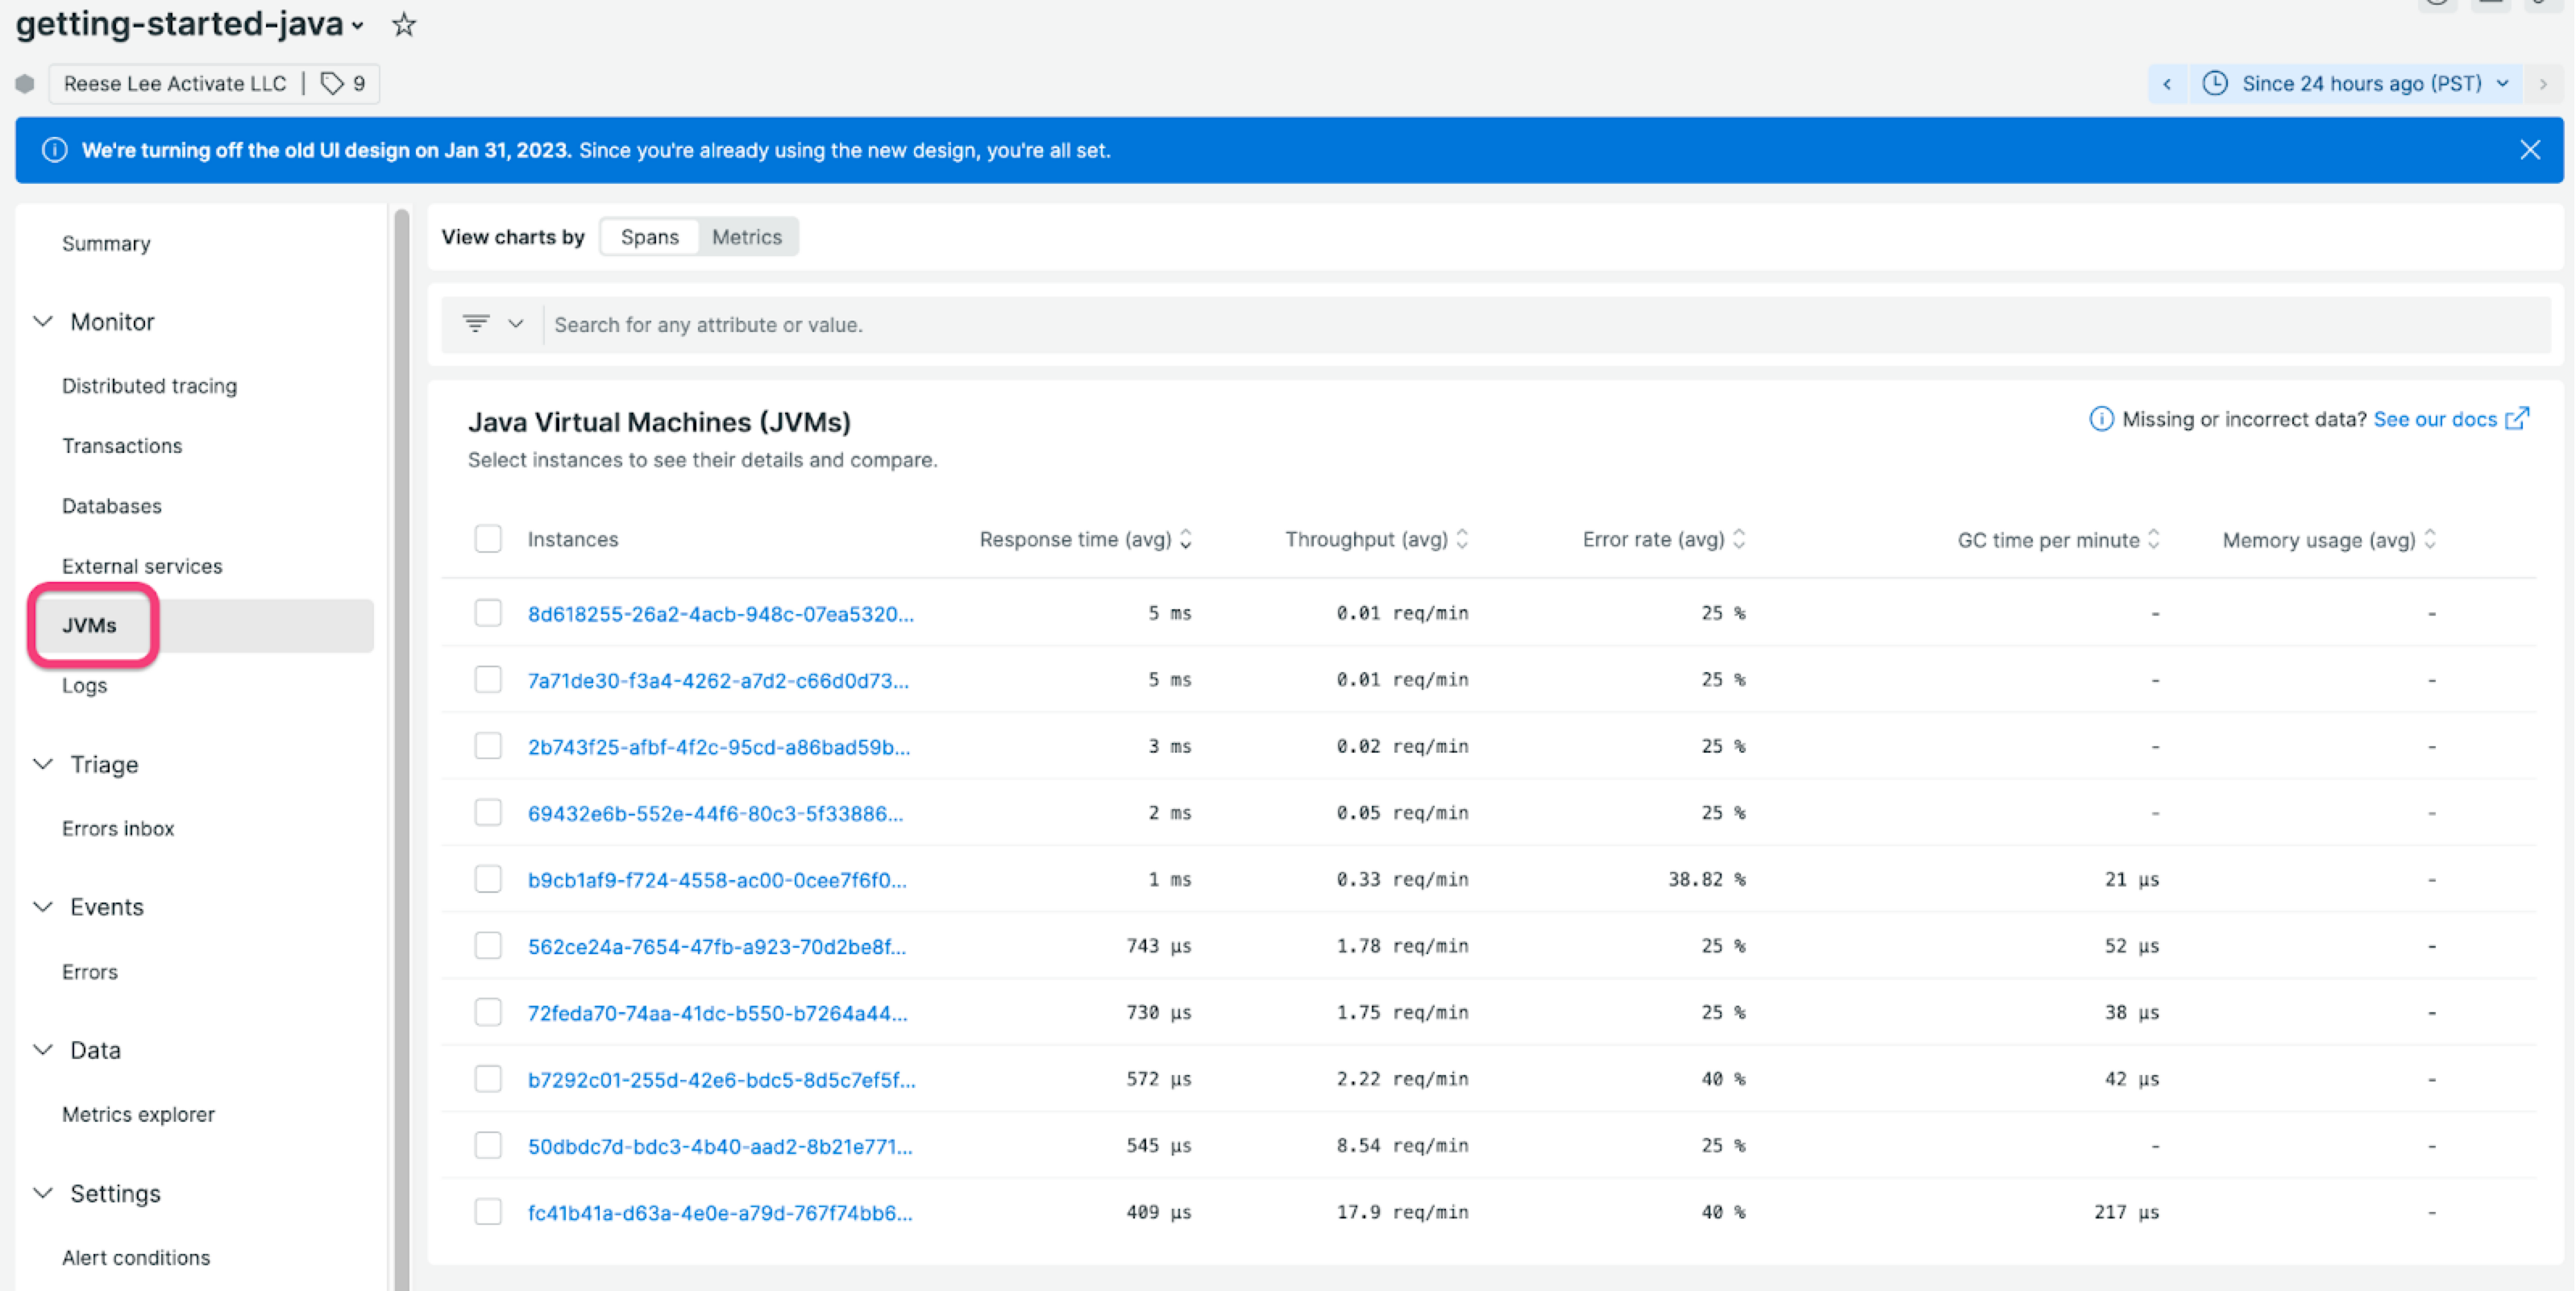 getting-started-java
Reese Lee Activate LLC | 9
Since 24 hours ago (PST)
We're turning off the old UI design on Jan 31, 2023. Since you're already using the new design, you're all set.
Summary
Monitor
Distributed tracing
Transactions
Databases
External services
JVMs
Logs
Triage
Errors inbox
Events
Errors
Data
Metrics explorer
Settings
Alert conditions
View charts by Spans Metrics
Search for any attribute or value.
Java Virtual Machines (JVMs)
Missing or incorrect data? See our docs
Select instances to see their details and compare.
Instances Response time (avg) Throughput (avg) Error rate (avg) GC time per minute Memory usage (avg)
8d618255-26a2-4acb-948c-07ea5320... 5 ms 0.01 req/min 25 % - -
7a71de30-f3a4-4262-a7d2-c66d0d73... 5 ms 0.01 req/min 25 % - -
2b743f25-afbf-4f2c-95cd-a86bad59b... 3 ms 0.02 req/min 25 % - -
69432e6b-552e-44f6-80c3-5f33886... 2 ms 0.05 req/min 25 % - -
b9cb1af9-f724-4558-ac00-0cee7f6f0... 1 ms 0.33 req/min 38.82 % 21 µs -
562ce24a-7654-47fb-a923-70d2be8f... 743 µs 1.78 req/min 25 % 52 µs -
72feda70-74aa-41dc-b550-b7264a44... 730 µs 1.75 req/min 25 % 38 µs -
b7292c01-255d-42e6-bdc5-8d5c7ef5f... 572 µs 2.22 req/min 40 % 42 µs -
50dbdc7d-bdc3-4b40-aad2-8b21e771... 545 µs 8.54 req/min 25 % - -
fc41b41a-d63a-4e0e-a79d-767f74bb6... 409 µs 17.9 req/min 40 % 217 µs -